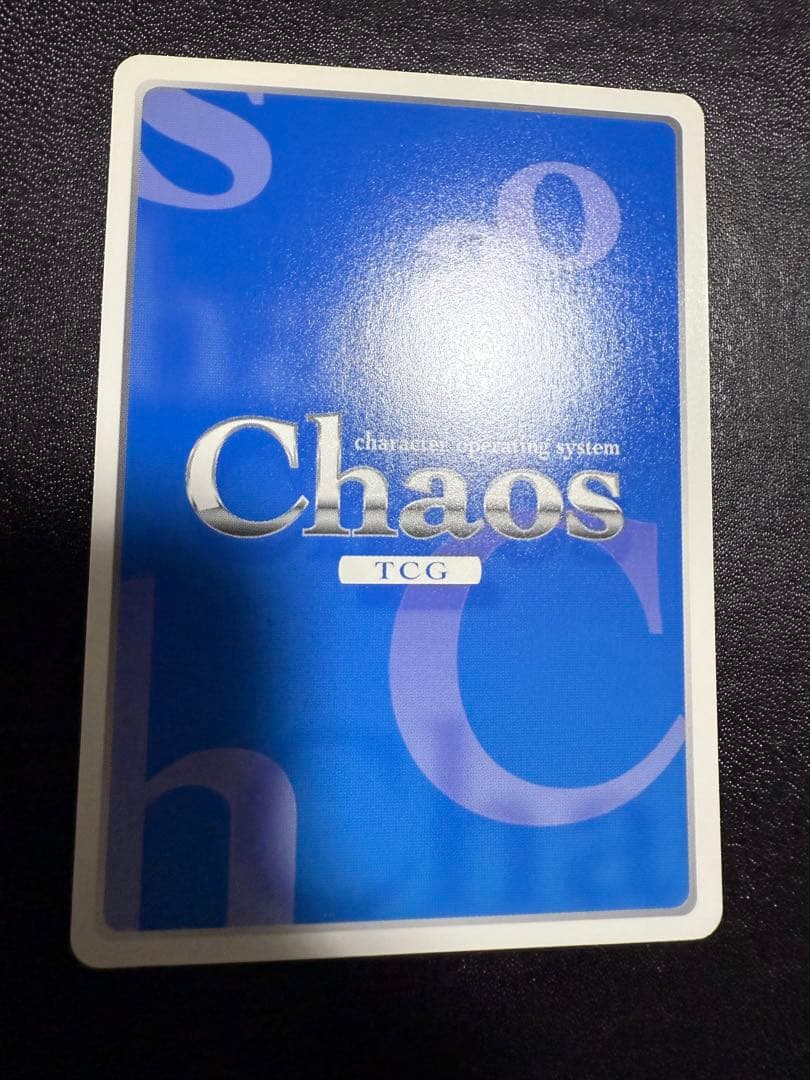 s
o
character operating system
Chaos
TCG
C
h